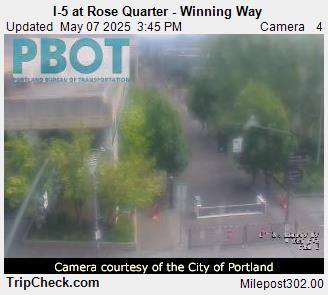 I-5 at Rose Quarter - Winning Way
Updated May 07 2025 3:45 PM Camera 4
PBOT
PORTLAND BUREAU OF TRANSPORTATION
Camera courtesy of the City of Portland
TripCheck.com Milepost302.00